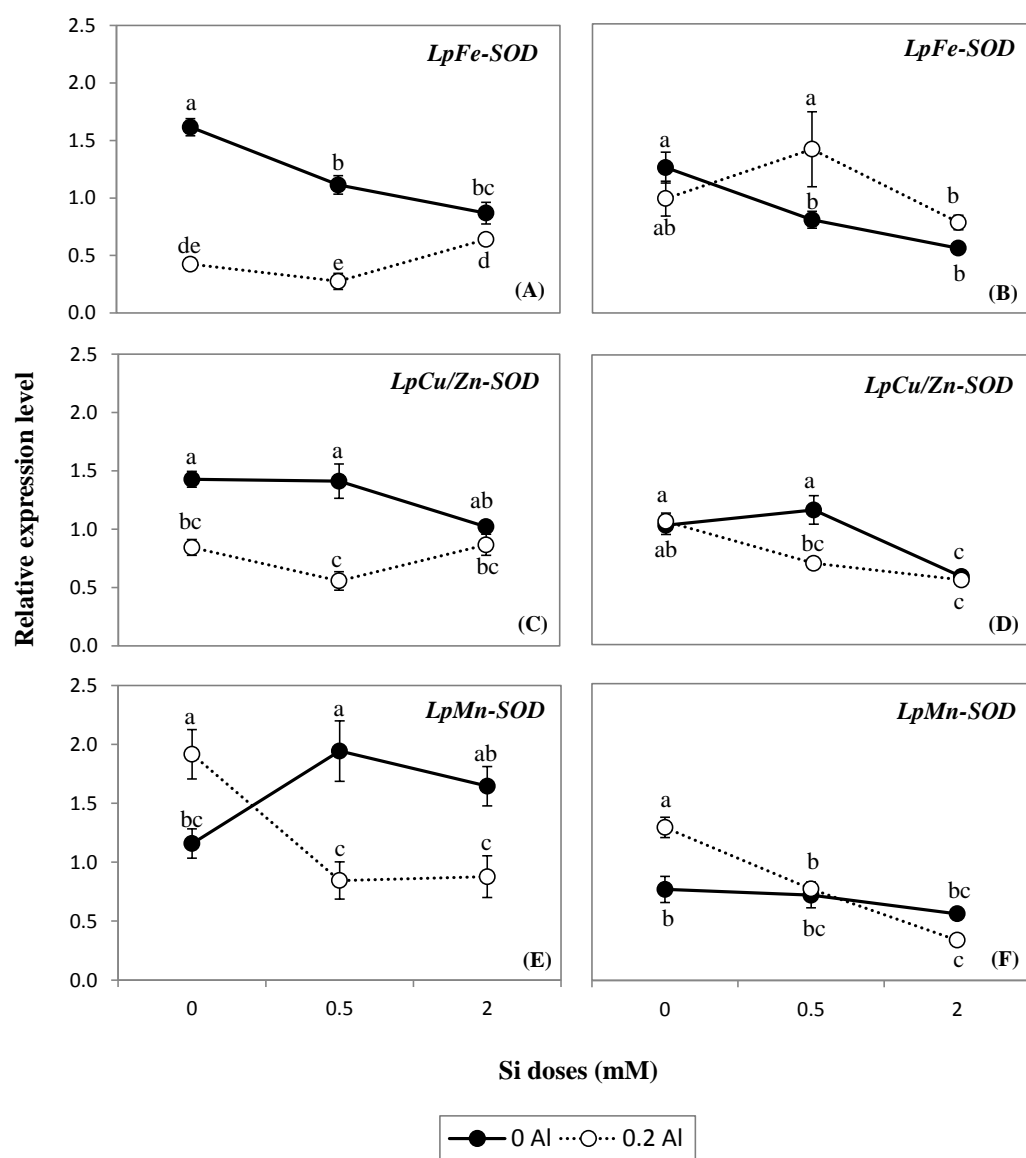 2.5
2.0
1.5
1.0
0.5
0.0
LpFe-SOD
a
b
bc
de
e
d
(A)
LpFe-SOD
a
a
b
b
ab
b
(B)
2.5
2.0
1.5
1.0
0.5
0.0
LpCu/Zn-SOD
a
a
ab
bc
c
bc
(C)
LpCu/Zn-SOD
a
a
c
ab
bc
c
(D)
2.5
2.0
1.5
1.0
0.5
0.0
LpMn-SOD
a
a
ab
bc
c
c
(E)
LpMn-SOD
a
b
bc
b
bc
c
(F)
0
0.5
2
0
0.5
2
Relative expression level
Si doses (mM)
0 Al
0.2 Al